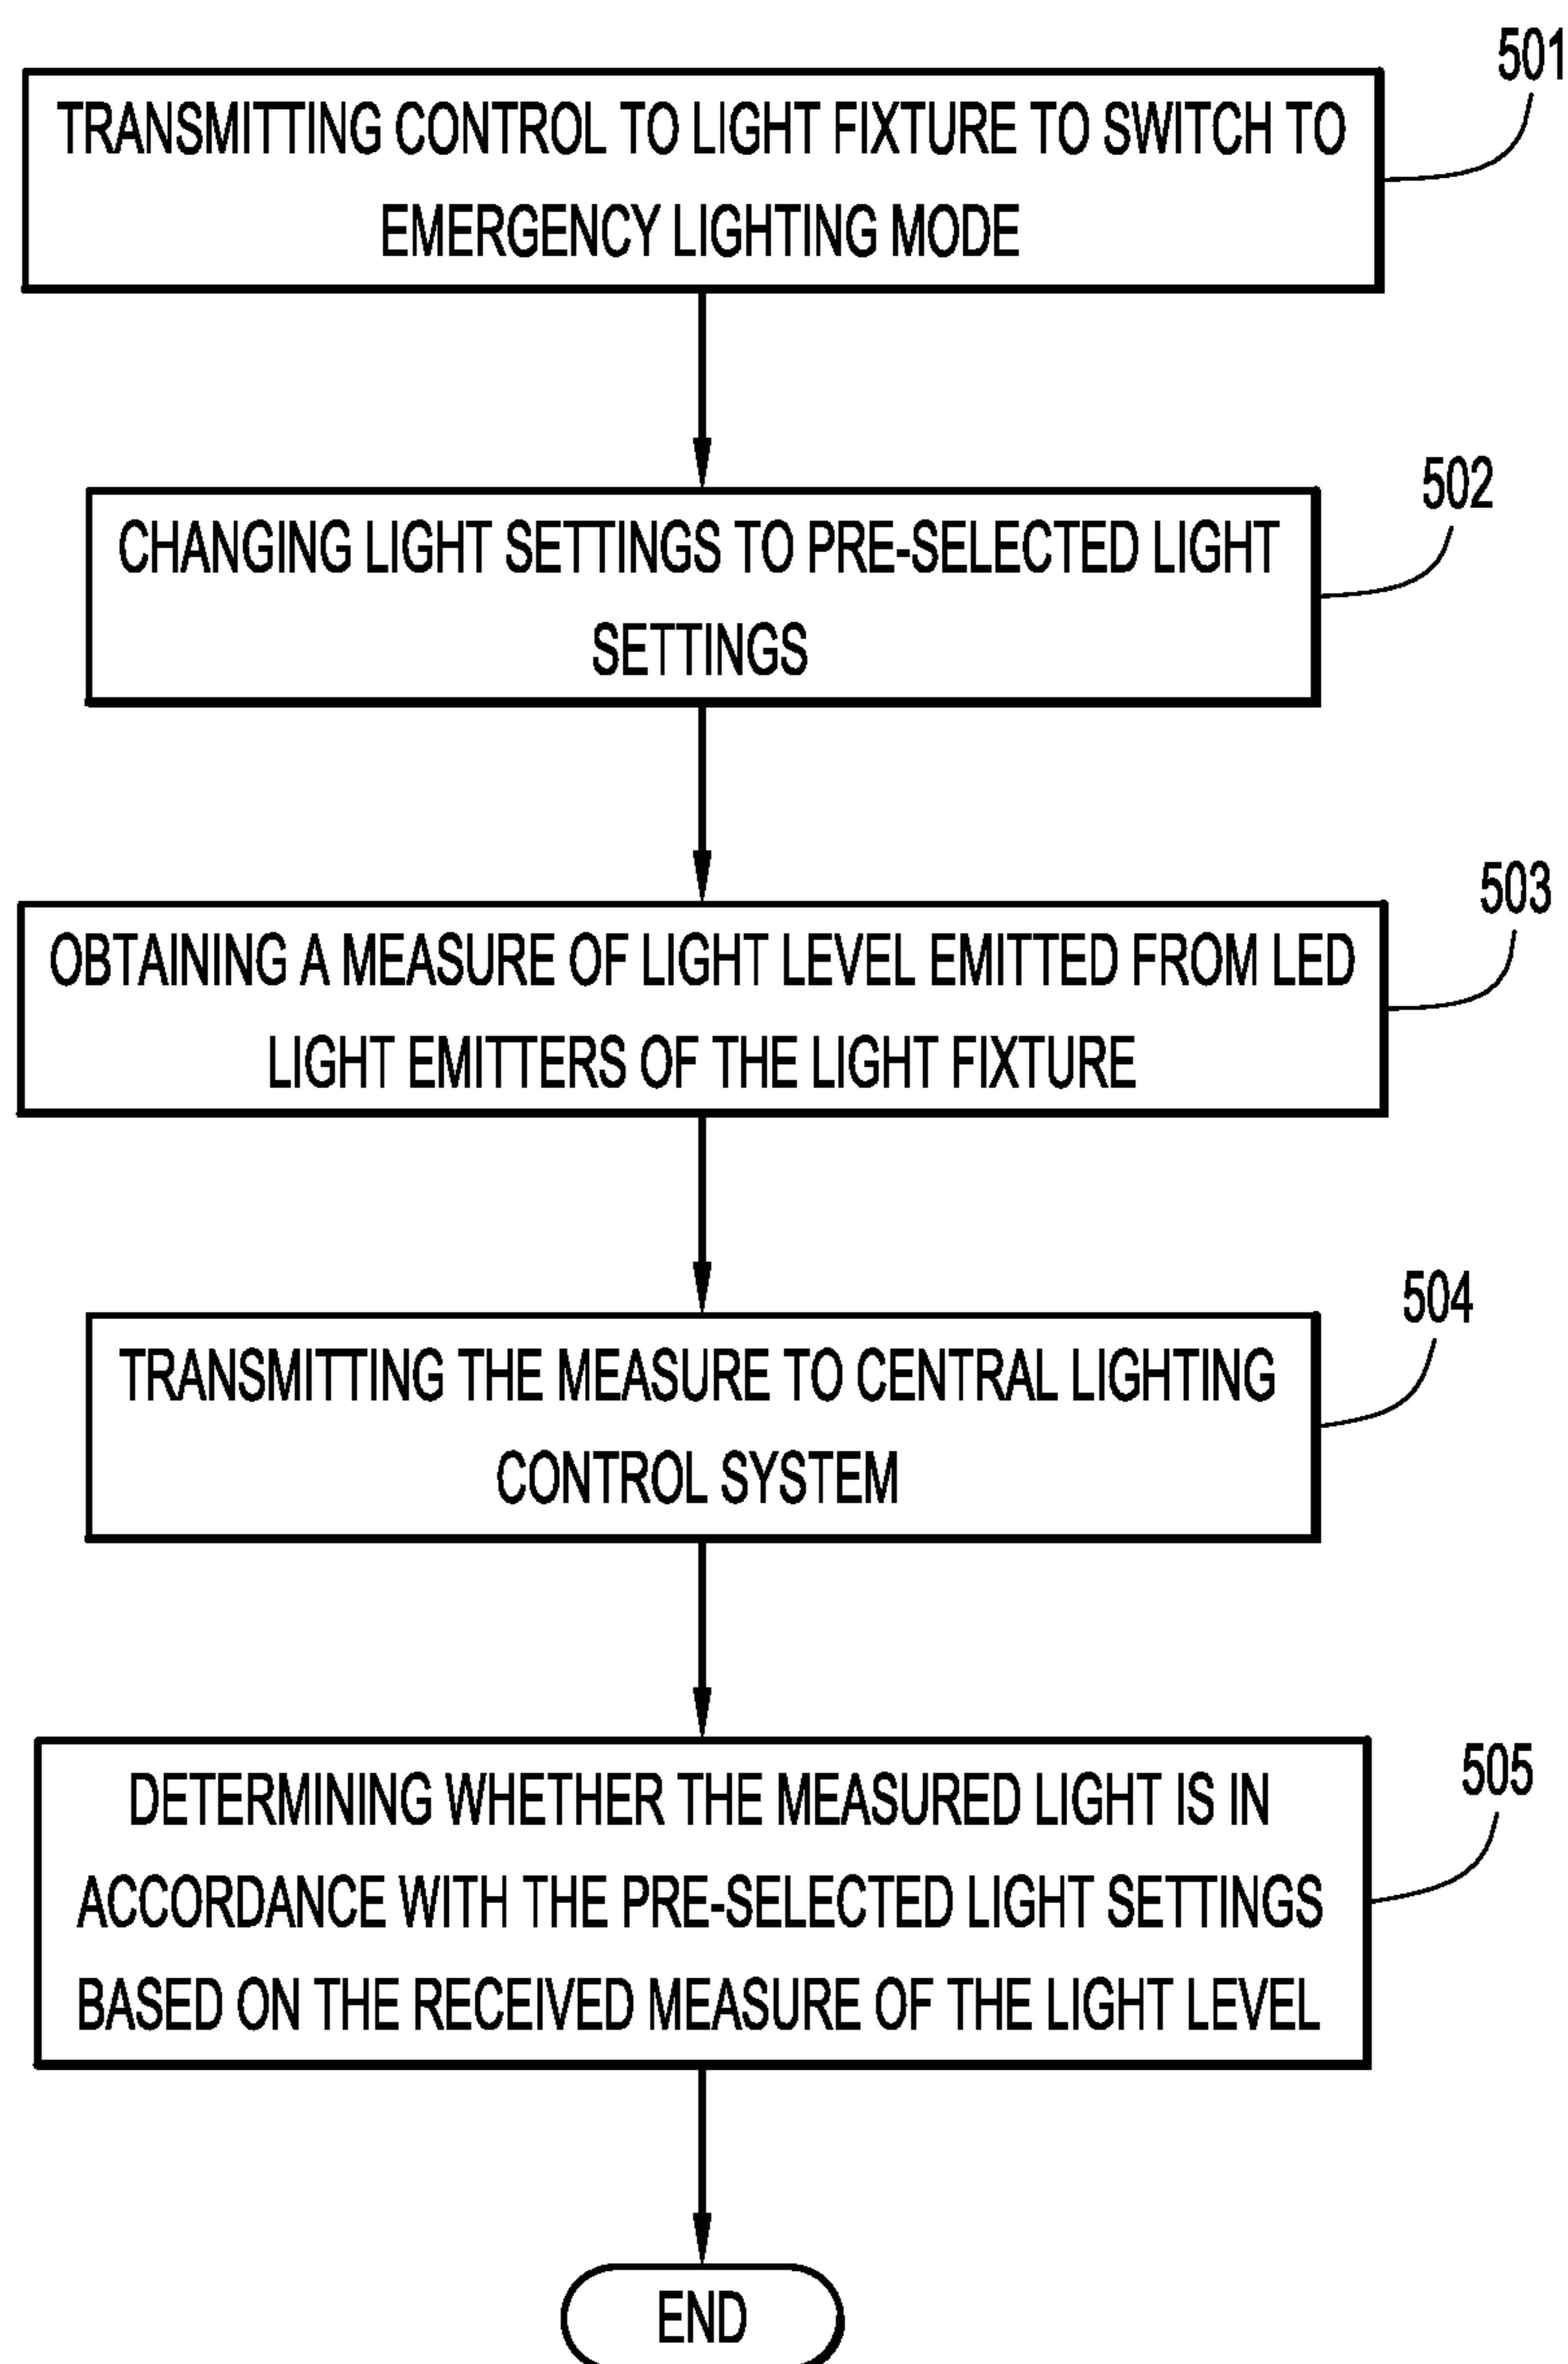 501
TRANSMITTING CONTROL TO LIGHT FIXTURE TO SWITCH TO
EMERGENCY LIGHTING MODE
502
CHANGING LIGHT SETTINGS TO PRE-SELECTED LIGHT
SETTINGS
503
OBTAINING A MEASURE OF LIGHT LEVEL EMITTED FROM LED
LIGHT EMITTERS OF THE LIGHT FIXTURE
504
TRANSMITTING THE MEASURE TO CENTRAL LIGHTING
CONTROL SYSTEM
505
DETERMINING WHETHER THE MEASURED LIGHT IS IN
ACCORDANCE WITH THE PRE-SELECTED LIGHT SETTINGS
BASED ON THE RECEIVED MEASURE OF THE LIGHT LEVEL
END